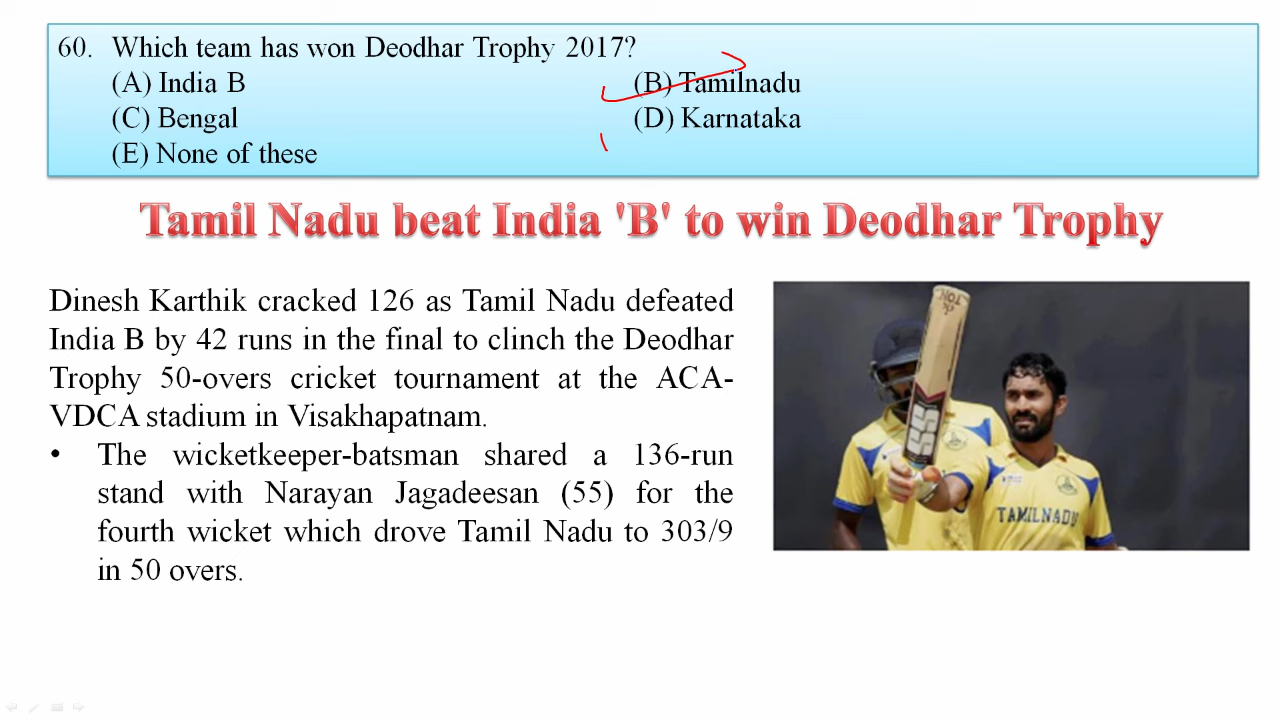 60. Which team has won Deodhar Trophy 2017?
(A) India B (B) Tamilnadu
(C) Bengal (D) Karnataka
(E) None of these
Tamil Nadu beat India 'B' to win Deodhar Trophy
Dinesh Karthik cracked 126 as Tamil Nadu defeated
India B by 42 runs in the final to clinch the Deodhar
Trophy 50-overs cricket tournament at the ACA-
VDCA stadium in Visakhapatnam.
• The wicketkeeper-batsman shared a 136-run
stand with Narayan Jagadeesan (55) for the
fourth wicket which drove Tamil Nadu to 303/9
in 50 overs.
SS
TON
TAMILNADU